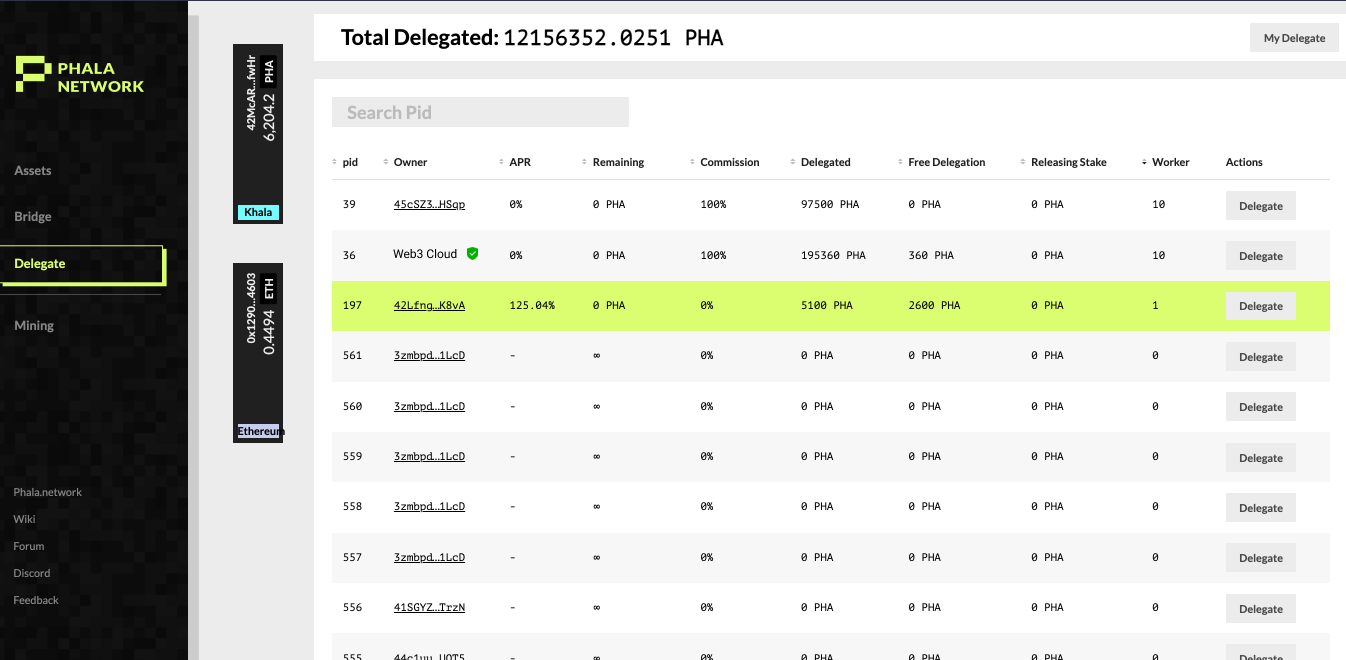 PHALA
NETWORK
Assets
Bridge
Delegate
Mining
Phala.network
Wiki
Forum
Discord
Feedback
42McAR...fwHr PHA
6,204.2
Khala
0x1290...4603 ETH
0.4494
Ethereum
Total Delegated: 12156352.0251 PHA
My Delegate
Search Pid
pid Owner APR Remaining Commission Delegated Free Delegation Releasing Stake Worker Actions
39 45cSZ3…HSqp 0% 0 PHA 100% 97500 PHA 0 PHA 0 PHA 10 Delegate
36 Web3 Cloud 0% 0 PHA 100% 195360 PHA 360 PHA 0 PHA 10 Delegate
197 42Lfng…K8vA 125.04% 0 PHA 0% 5100 PHA 2600 PHA 0 PHA 1 Delegate
561 3zmbpd…1LcD - ∞ 0% 0 PHA 0 PHA 0 PHA 0 Delegate
560 3zmbpd…1LcD - ∞ 0% 0 PHA 0 PHA 0 PHA 0 Delegate
559 3zmbpd…1LcD - ∞ 0% 0 PHA 0 PHA 0 PHA 0 Delegate
558 3zmbpd…1LcD - ∞ 0% 0 PHA 0 PHA 0 PHA 0 Delegate
557 3zmbpd…1LcD - ∞ 0% 0 PHA 0 PHA 0 PHA 0 Delegate
556 41SGYZ…TrzN - ∞ 0% 0 PHA 0 PHA 0 PHA 0 Delegate
555 - ∞ 0% 0 PHA 0 PHA 0 PHA 0 Delegate